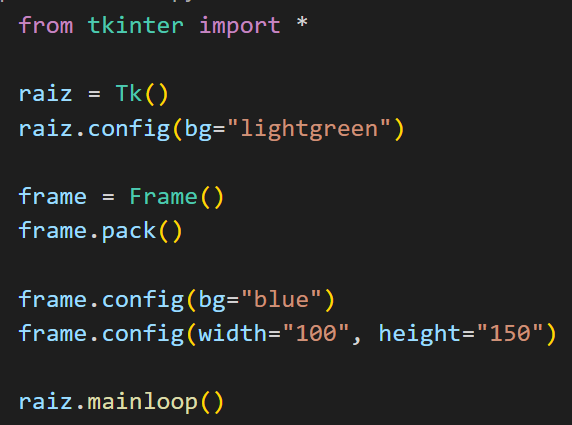 from tkinter import *
raiz = Tk()
raiz.config(bg="lightgreen")
frame = Frame()
frame.pack()
frame.config(bg="blue")
frame.config(width="100", height="150")
raiz.mainloop()